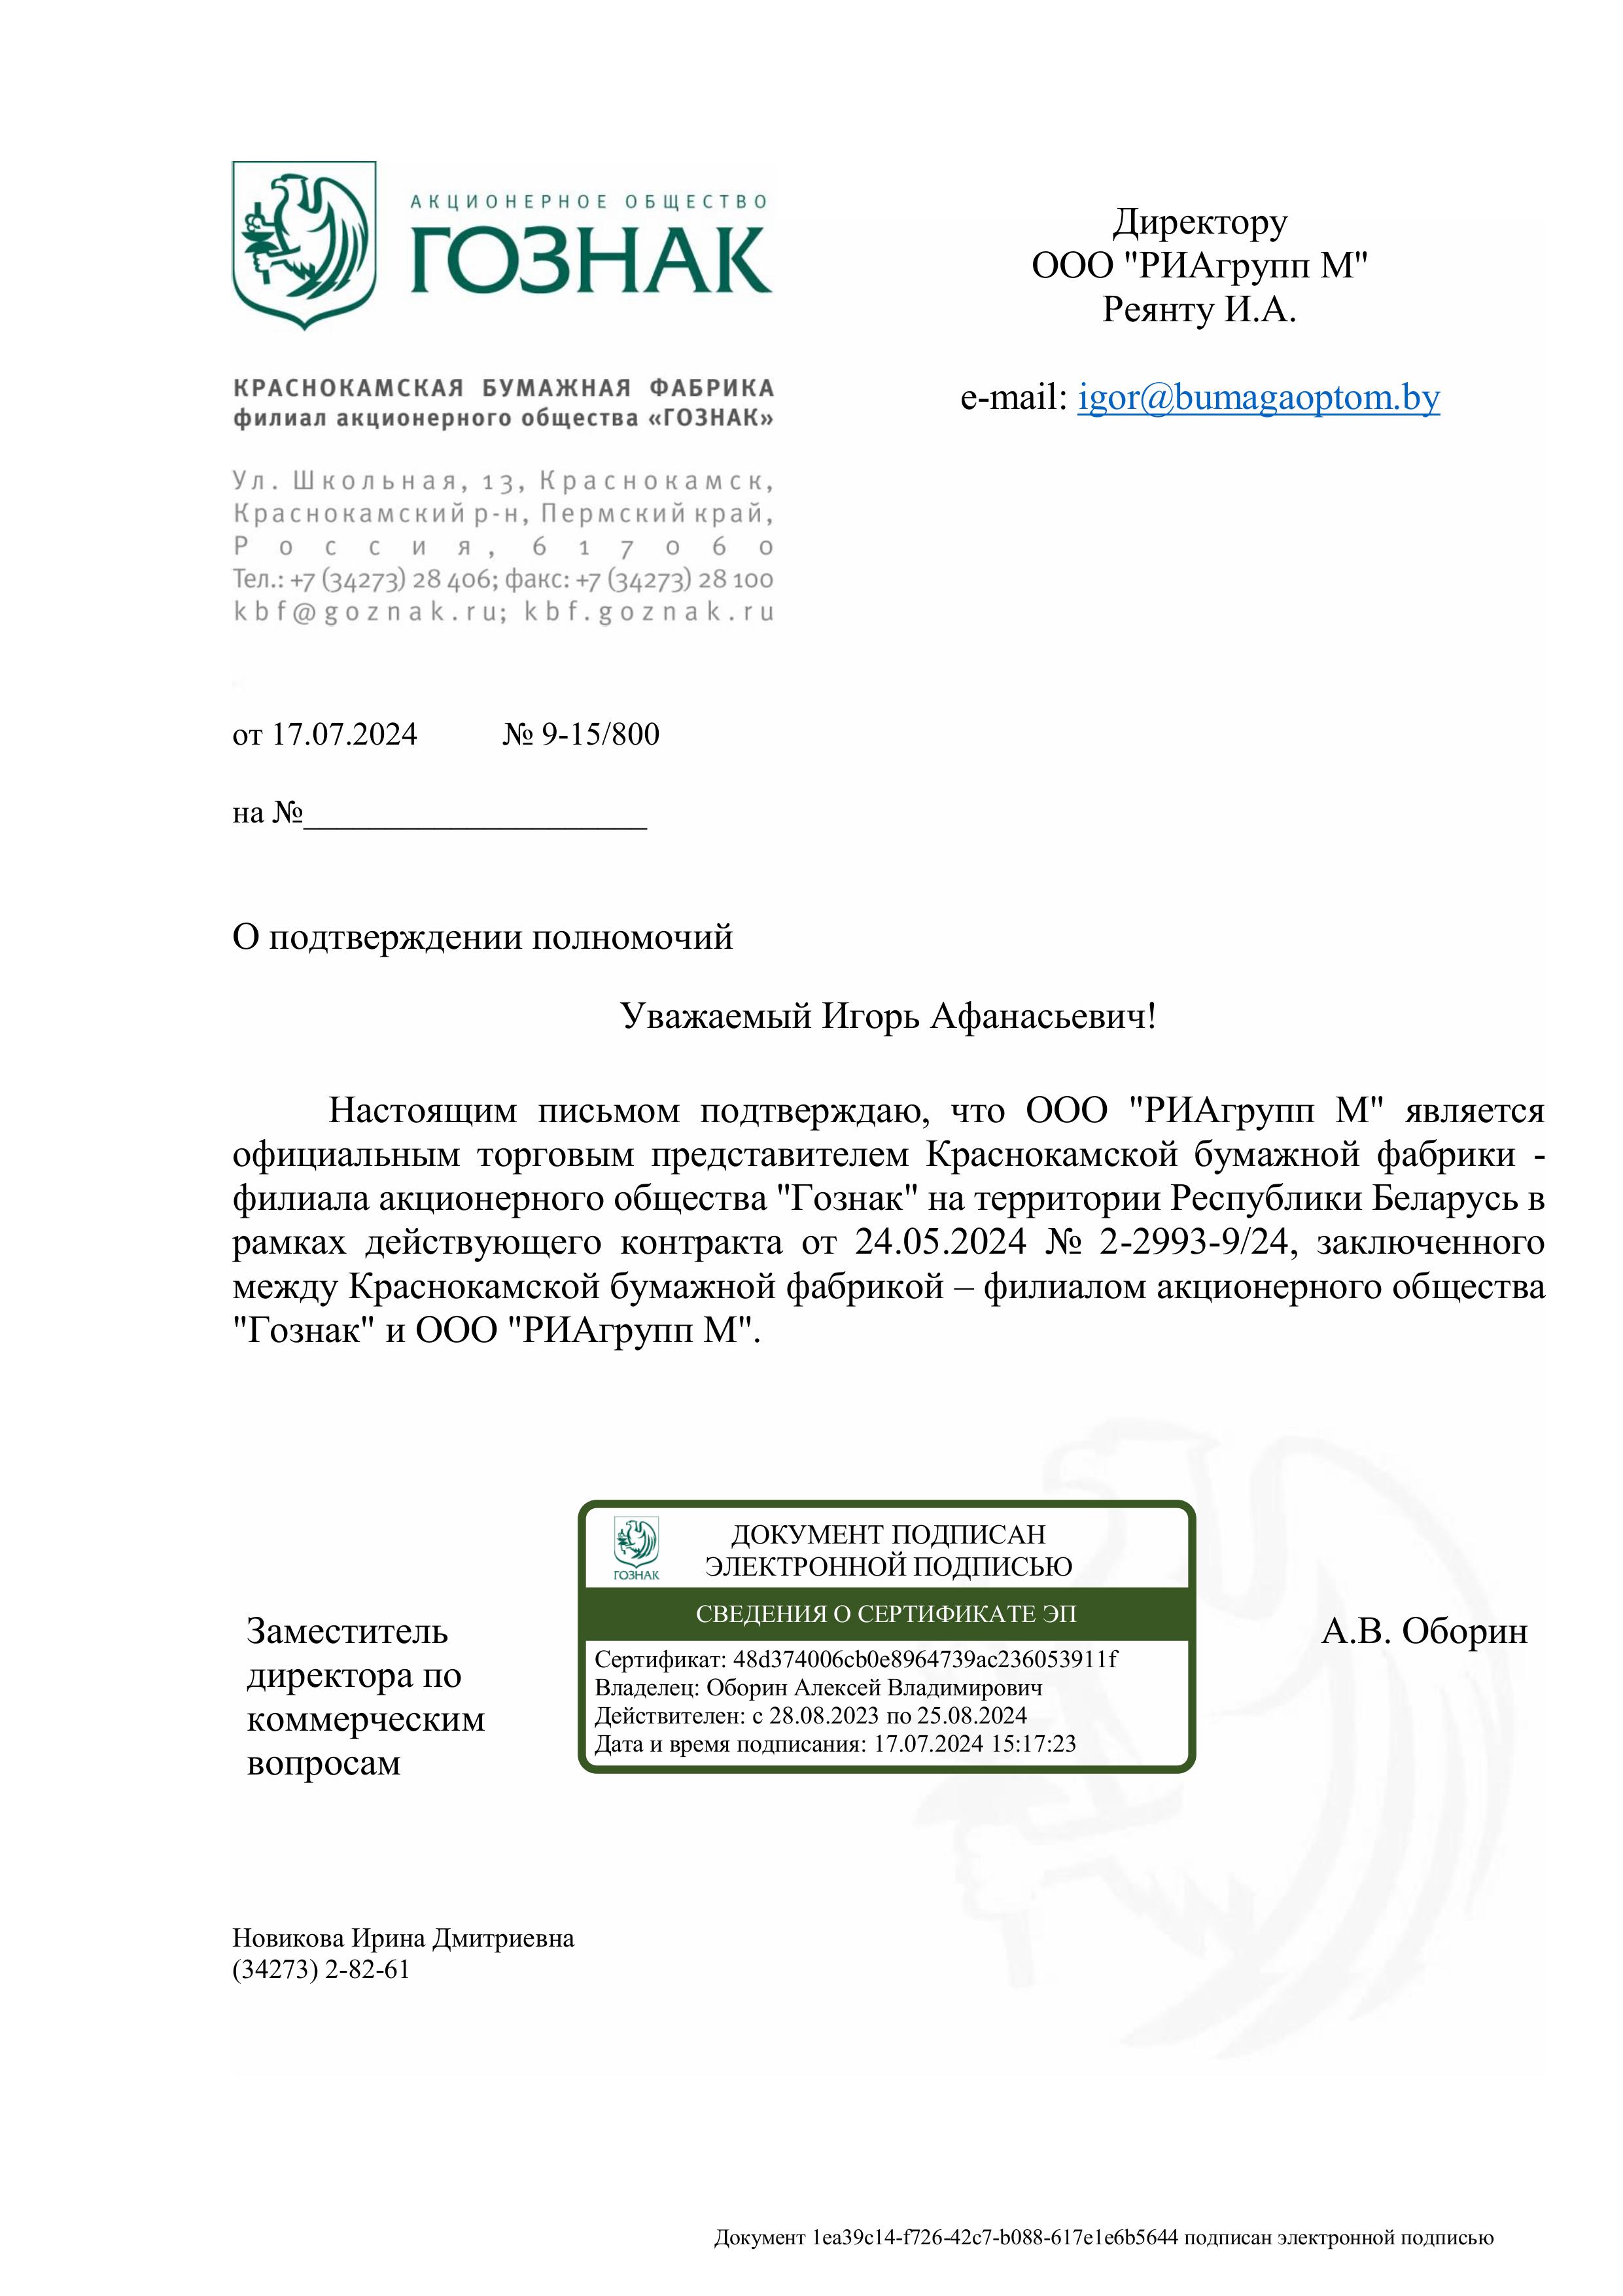 АКЦИОНЕРНОЕ ОБЩЕСТВО
ГОЗНАК
КРАСНОКАМСКАЯ БУМАЖНАЯ ФАБРИКА
филиал акционерного общества «ГОЗНАК»
Ул. Школьная, 13, Краснокамск,
Краснокамский р-н, Пермский край,
Россия, 617060
Тел.: +7 (34273) 28 406; факс: +7 (34273) 28 100
kbf@goznak.ru; kbf.goznak.ru
Директору
ООО "РИАгрупп М"
Реянту И.А.
e-mail: igor@bumagaoptom.by
от 17.07.2024 № 9-15/800
на №_____________________
О подтверждении полномочий
Уважаемый Игорь Афанасьевич!
Настоящим письмом подтверждаю, что ООО "РИАгрупп М" является
официальным торговым представителем Краснокамской бумажной фабрики -
филиала акционерного общества "Гознак" на территории Республики Беларусь в
рамках действующего контракта от 24.05.2024 № 2-2993-9/24, заключенного
между Краснокамской бумажной фабрикой – филиалом акционерного общества
"Гознак" и ООО "РИАгрупп М".
Заместитель
директора по
коммерческим
вопросам
ГОЗНАК
ДОКУМЕНТ ПОДПИСАН
ЭЛЕКТРОННОЙ ПОДПИСЬЮ
СВЕДЕНИЯ О СЕРТИФИКАТЕ ЭП
Сертификат: 48d374006cb0e8964739ac236053911f
Владелец: Оборин Алексей Владимирович
Действителен: с 28.08.2023 по 25.08.2024
Дата и время подписания: 17.07.2024 15:17:23
А.В. Оборин
Новикова Ирина Дмитриевна
(34273) 2-82-61
Документ 1ea39c14-f726-42c7-b088-617e1e6b5644 подписан электронной подписью